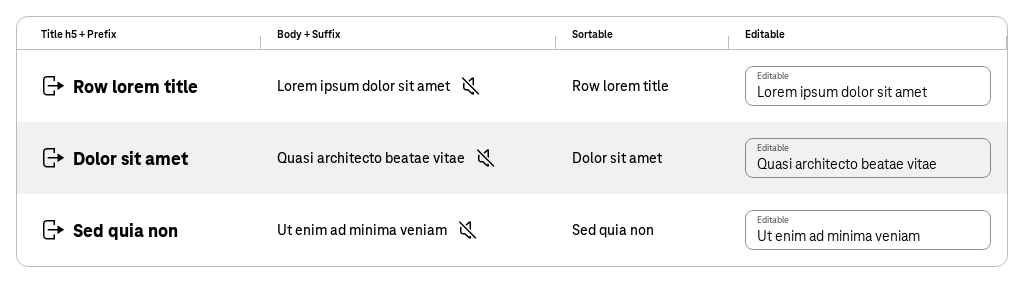 Title h5 + Prefix Body + Suffix Sortable Editable
Row lorem title Lorem ipsum dolor sit amet Row lorem title Editable
Lorem ipsum dolor sit amet
Dolor sit amet Quasi architecto beatae vitae Dolor sit amet Editable
Quasi architecto beatae vitae
Sed quia non Ut enim ad minima veniam Sed quia non Editable
Ut enim ad minima veniam